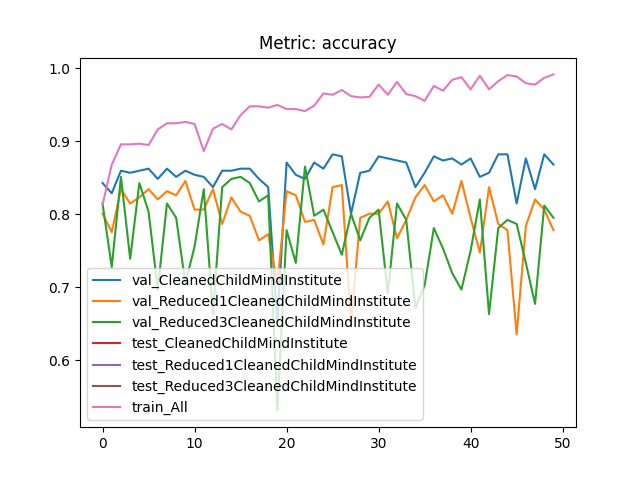 Metric: accuracy
1.0
0.9
0.8
0.7
0.6
val_CleanedChildMindInstitute
val_Reduced1CleanedChildMindInstitute
val_Reduced3CleanedChildMindInstitute
test_CleanedChildMindInstitute
test_Reduced1CleanedChildMindInstitute
test_Reduced3CleanedChildMindInstitute
train_All
0 10 20 30 40 50